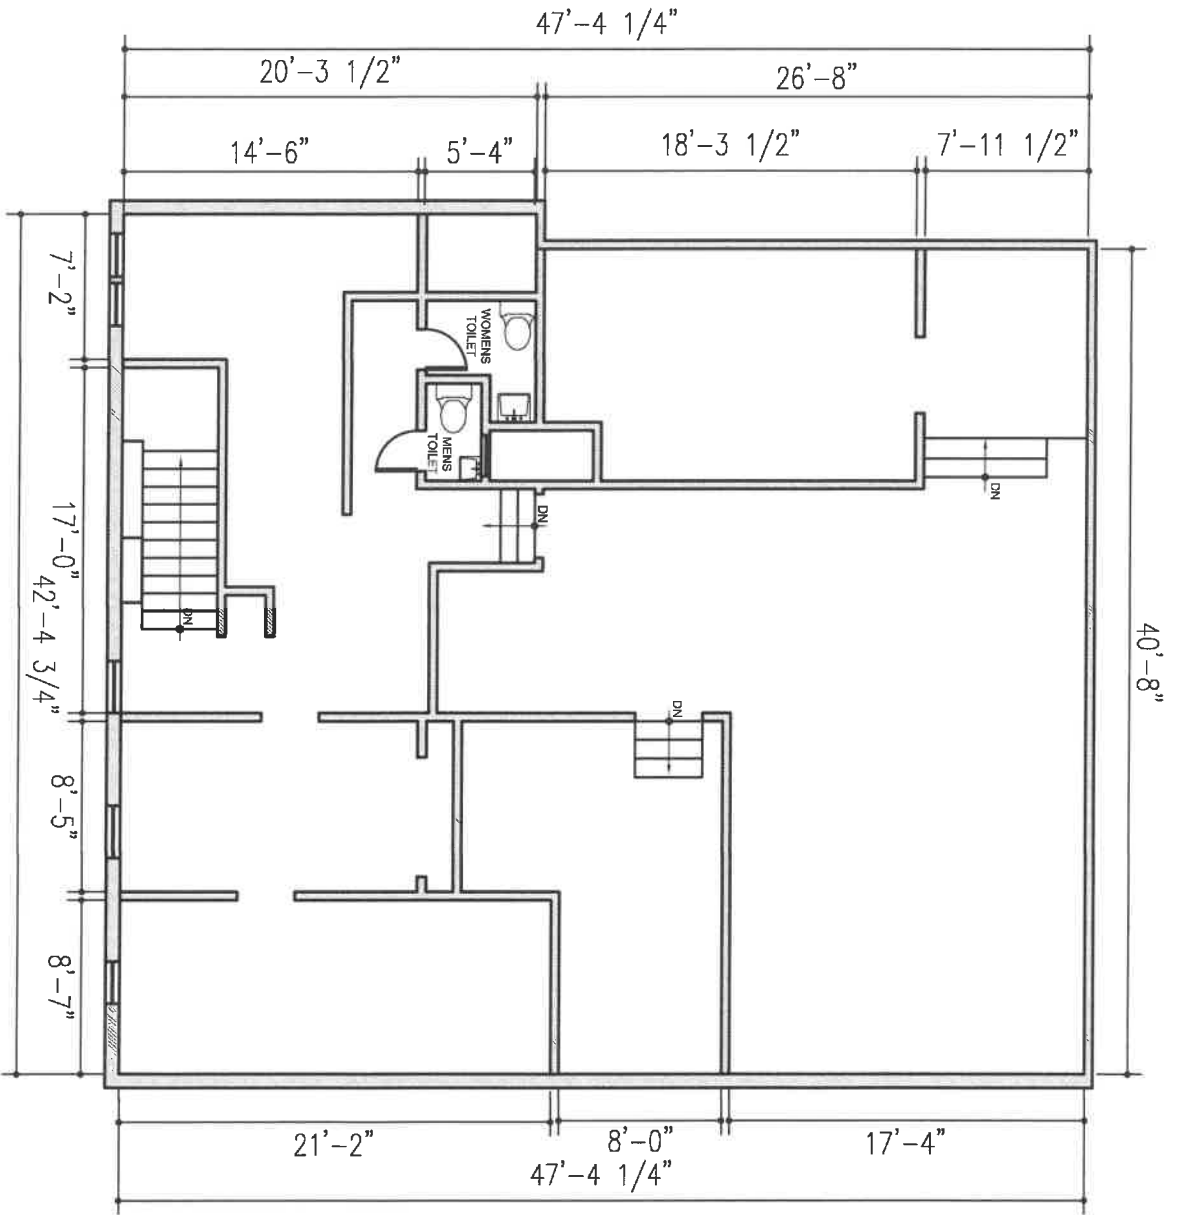 47'-4 1/4"
20'-3 1/2"
26'-8"
14'-6"
5'-4"
18'-3 1/2"
7'-11 1/2"
7'-2"
WOMENS
TOILET
MENS
TOILET
DN
DN
17'-0"
42'-4 3/4"
DN
40'-8"
DN
8'-5"
8'-7"
21'-2"
8'-0"
17'-4"
47'-4 1/4"